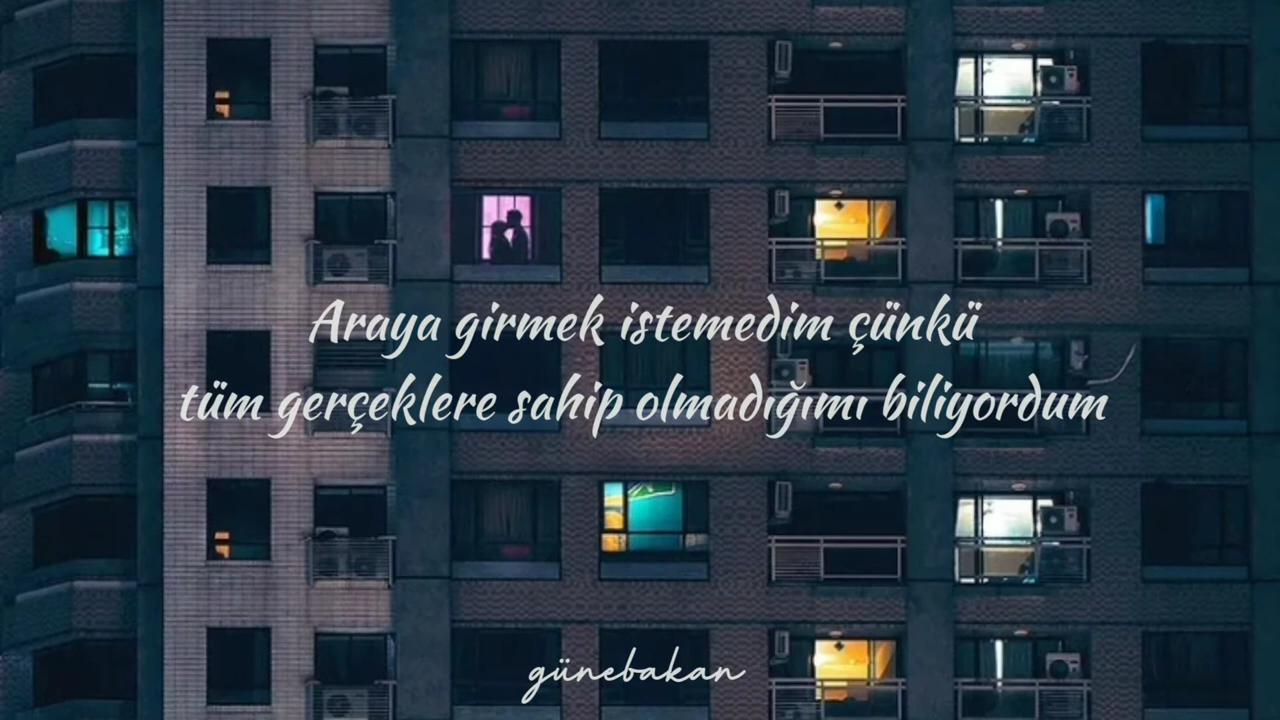 Araya girmek istemedim çünkü
tüm gerçeklere sahip olmadığımı biliyordum
günebakan